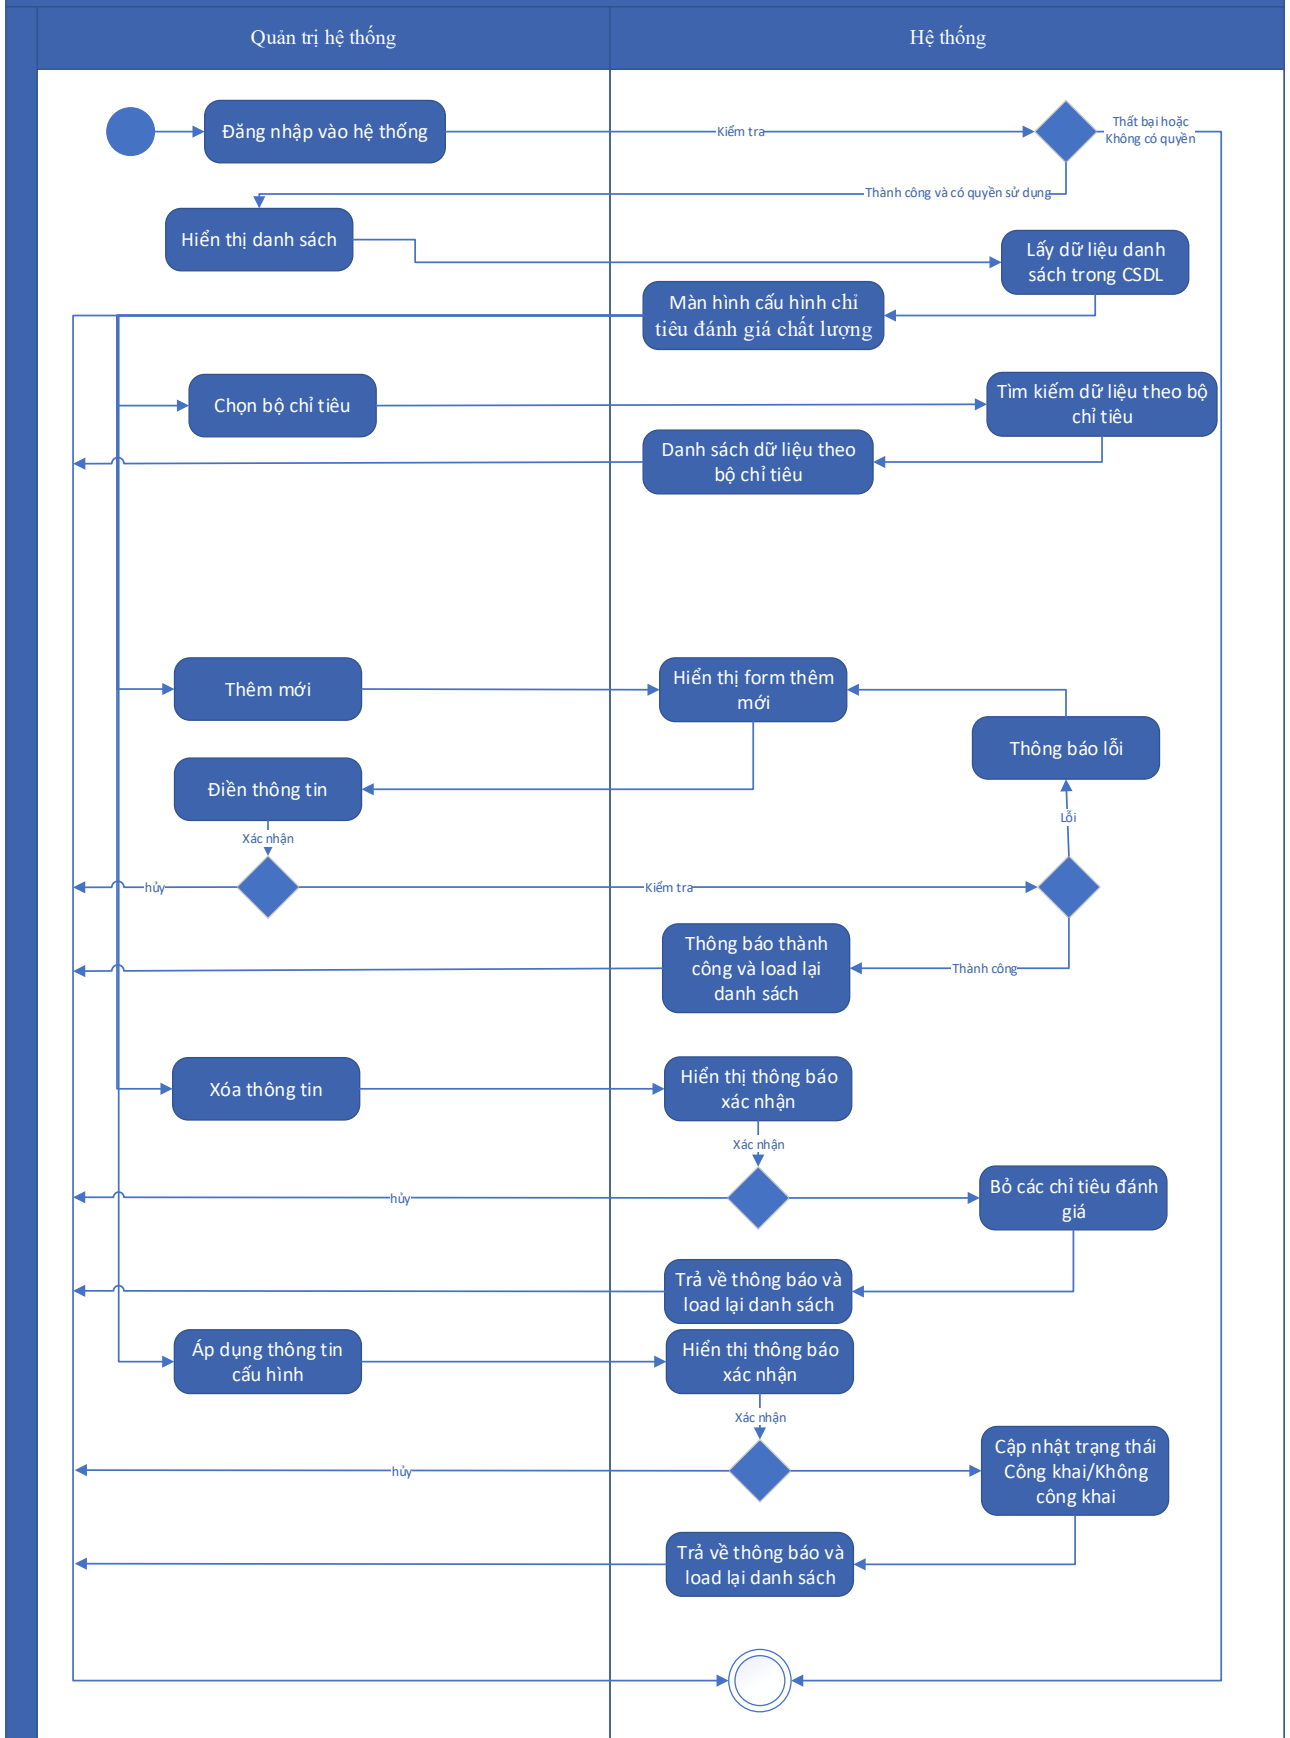 Quản trị hệ thống
Hệ thống
Đăng nhập vào hệ thống
Kiểm tra
Thất bại hoặc
Không có quyền
Thành công và có quyền sử dụng
Hiển thị danh sách
Lấy dữ liệu danh
sách trong CSDL
Màn hình cấu hình chỉ
tiêu đánh giá chất lượng
Chọn bộ chỉ tiêu
Tìm kiếm dữ liệu theo bộ
chỉ tiêu
Danh sách dữ liệu theo
bộ chỉ tiêu
Thêm mới
Hiển thị form thêm
mới
Thông báo lỗi
Điền thông tin
Lỗi
Xác nhận
hủy
Kiểm tra
Thông báo thành
công và load lại
danh sách
Thành công
Xóa thông tin
Hiển thị thông báo
xác nhận
Xác nhận
hủy
Bỏ các chỉ tiêu đánh
giá
Trả về thông báo và
load lại danh sách
Áp dụng thông tin
cấu hình
Hiển thị thông báo
xác nhận
Xác nhận
hủy
Cập nhật trạng thái
Công khai/Không
công khai
Trả về thông báo và
load lại danh sách